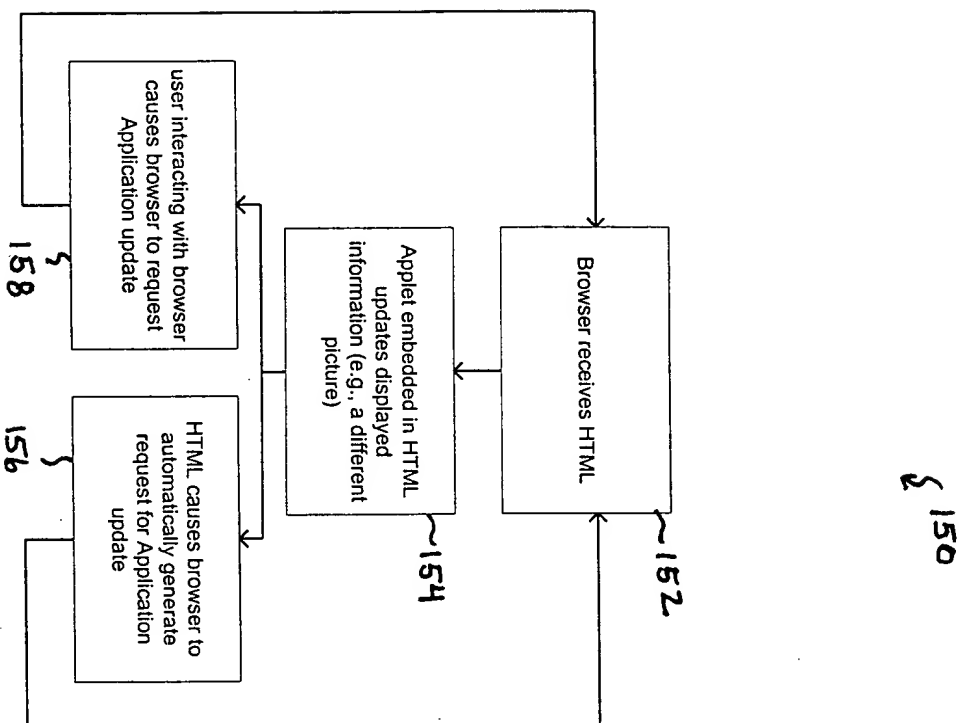 150
Browser receives HTML
152
Applet embedded in HTML
updates displayed
information (e.g., a different
picture)
154
user interacting with browser
causes browser to request
Application update
158
HTML causes browser to
automatically generate
request for Application
update
156